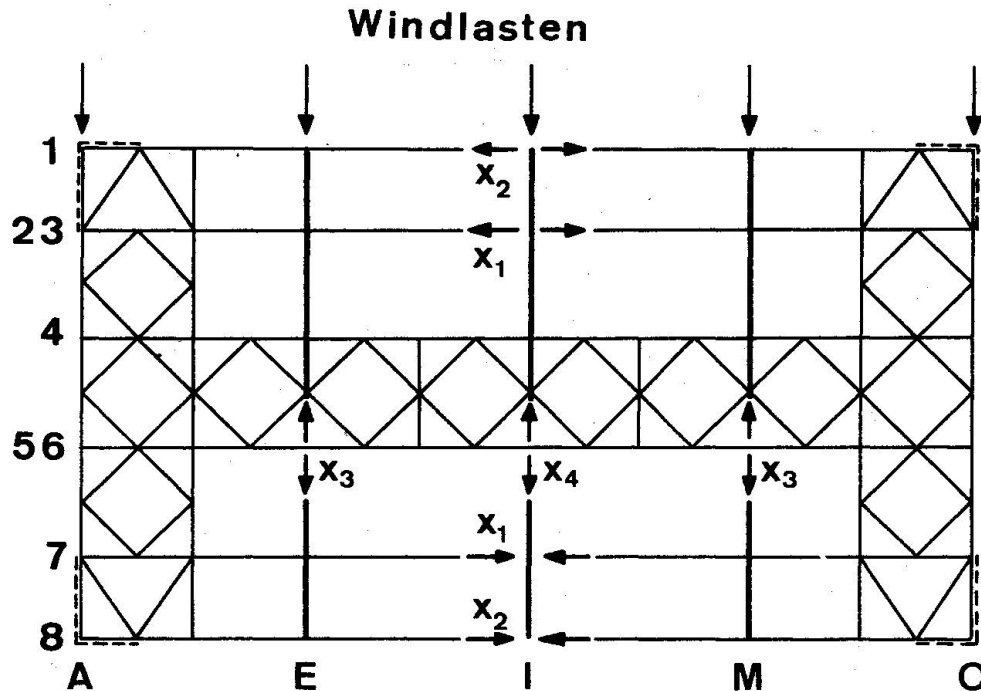 Windlasten
1
X₂
23
X₁
4
56
X₃ X₄ X₃
X₁
7
X₂
8
A E I M